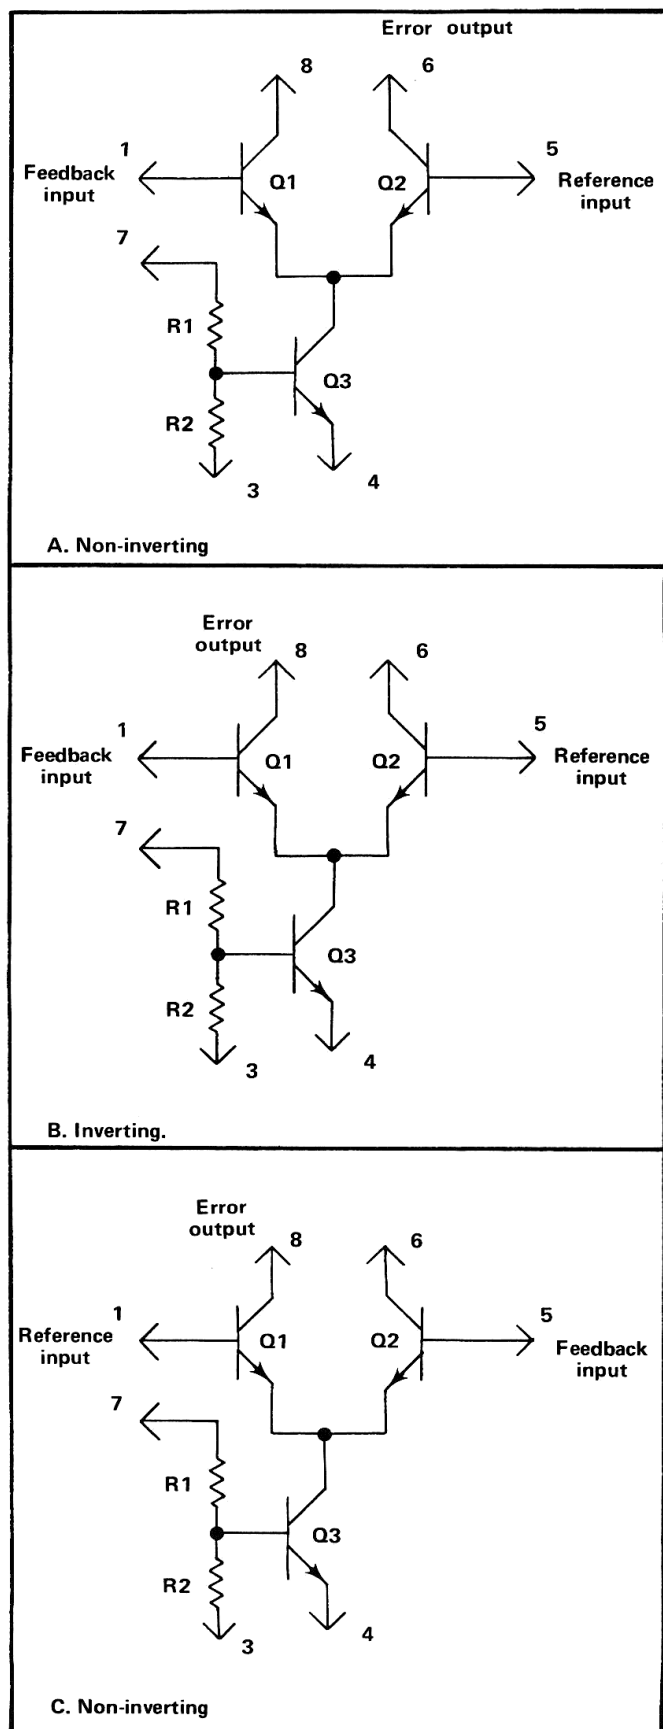 Error output
8
6
1
5
Feedback
input
Q1
Q2
Reference
input
7
R1
Q3
R2
3
4
A. Non-inverting
Error
output
8
6
1
5
Feedback
input
Q1
Q2
Reference
input
7
R1
Q3
R2
3
4
B. Inverting.
Error
output
8
6
1
5
Reference
input
Q1
Q2
Feedback
input
7
R1
Q3
R2
3
4
C. Non-inverting